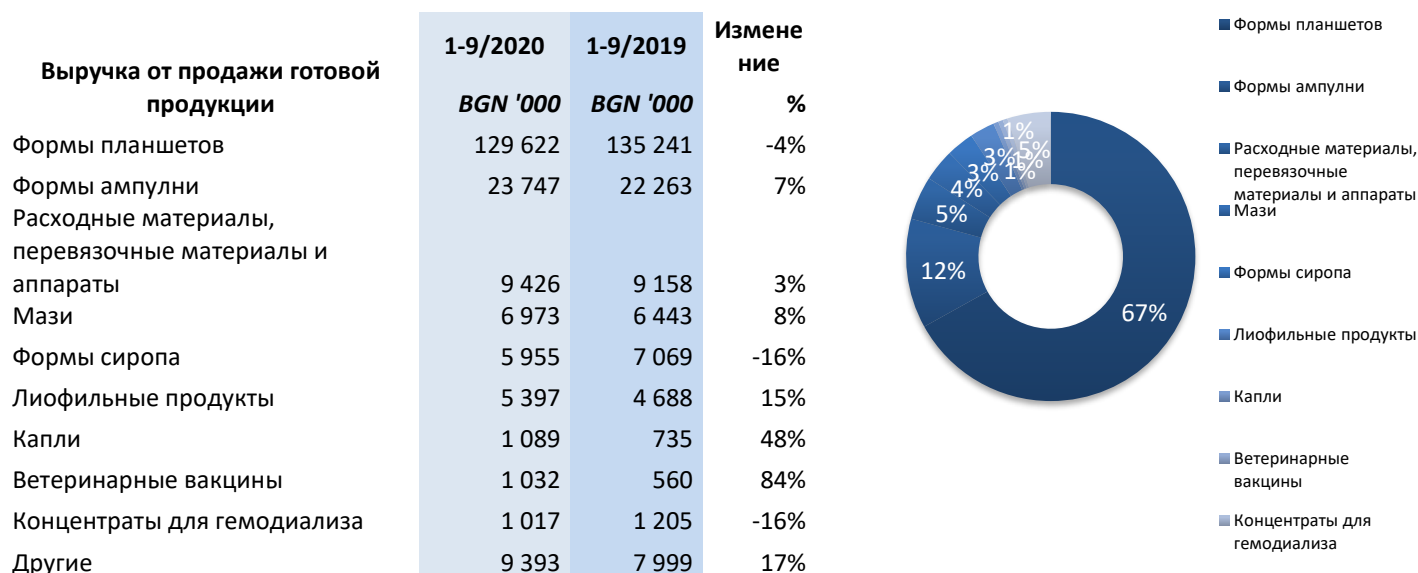 1-9/2020 1-9/2019 Измене
ние
Выручка от продажи готовой
продукции BGN '000 BGN '000 %
Формы планшетов 129 622 135 241 -4%
Формы ампулни 23 747 22 263 7%
Расходные материалы,
перевязочные материалы и
аппараты 9 426 9 158 3%
Мази 6 973 6 443 8%
Формы сиропа 5 955 7 069 -16%
Лиофильные продукты 5 397 4 688 15%
Капли 1 089 735 48%
Ветеринарные вакцины 1 032 560 84%
Концентраты для гемодиализа 1 017 1 205 -16%
Другие 9 393 7 999 17%
67%
12%
5%
4%
3%
3%
1%
1%
1%
5%
Формы планшетов
Формы ампулни
Расходные материалы,
перевязочные
материалы и аппараты
Мази
Формы сиропа
Лиофильные продукты
Капли
Ветеринарные
вакцины
Концентраты для
гемодиализа